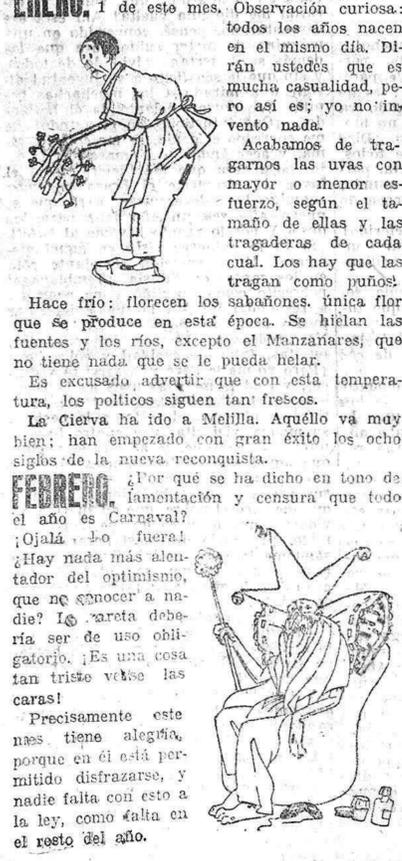 ENERO. 1 de este mes. Observación curiosa:
todos los años nacen
en el mismo día. Di-
rán ustedes que es
mucha casualidad, pe-
ro así es; yo no in-
vento nada.
Acabamos de tra-
garnos las uvas con
mayór o menor es-
fuerzo, según el ta-
maño de ellas y las
tragaderas de cada
cual. Los hay que las
tragan como puños!
Hace frío: florecen los sabañones. única flor
que se produce en esta época. Se hielan las
fuentes y los ríos, excepto el Manzanares, que
no tiene nada que se le pueda helar.
Es excusado advertir que con esta tempera-
tura, los polticos siguen tan frescos.
La Cierva ha ido a Melilla. Aquéllo va muy
bien; han empezado con gran éxito los ocho
siglos de la nueva reconquista.
FEBRERO. ¿Por qué se ha dicho en tono de
lamentación y censura que todo
el año es Carnaval?
¡Ojalá lo fuera!
¿Hay nada más alen-
tador del optimismo,
que no conocer a na-
die? La careta debe-
ría ser de uso obli-
gatorio. ¡Es una cosa
tan triste verse las
caras!
Precisamente este
mes tiene alegría,
porque en él está per-
mitido disfrazarse, y
nadie falta con esto a
la ley, como falta en
el resto del año.